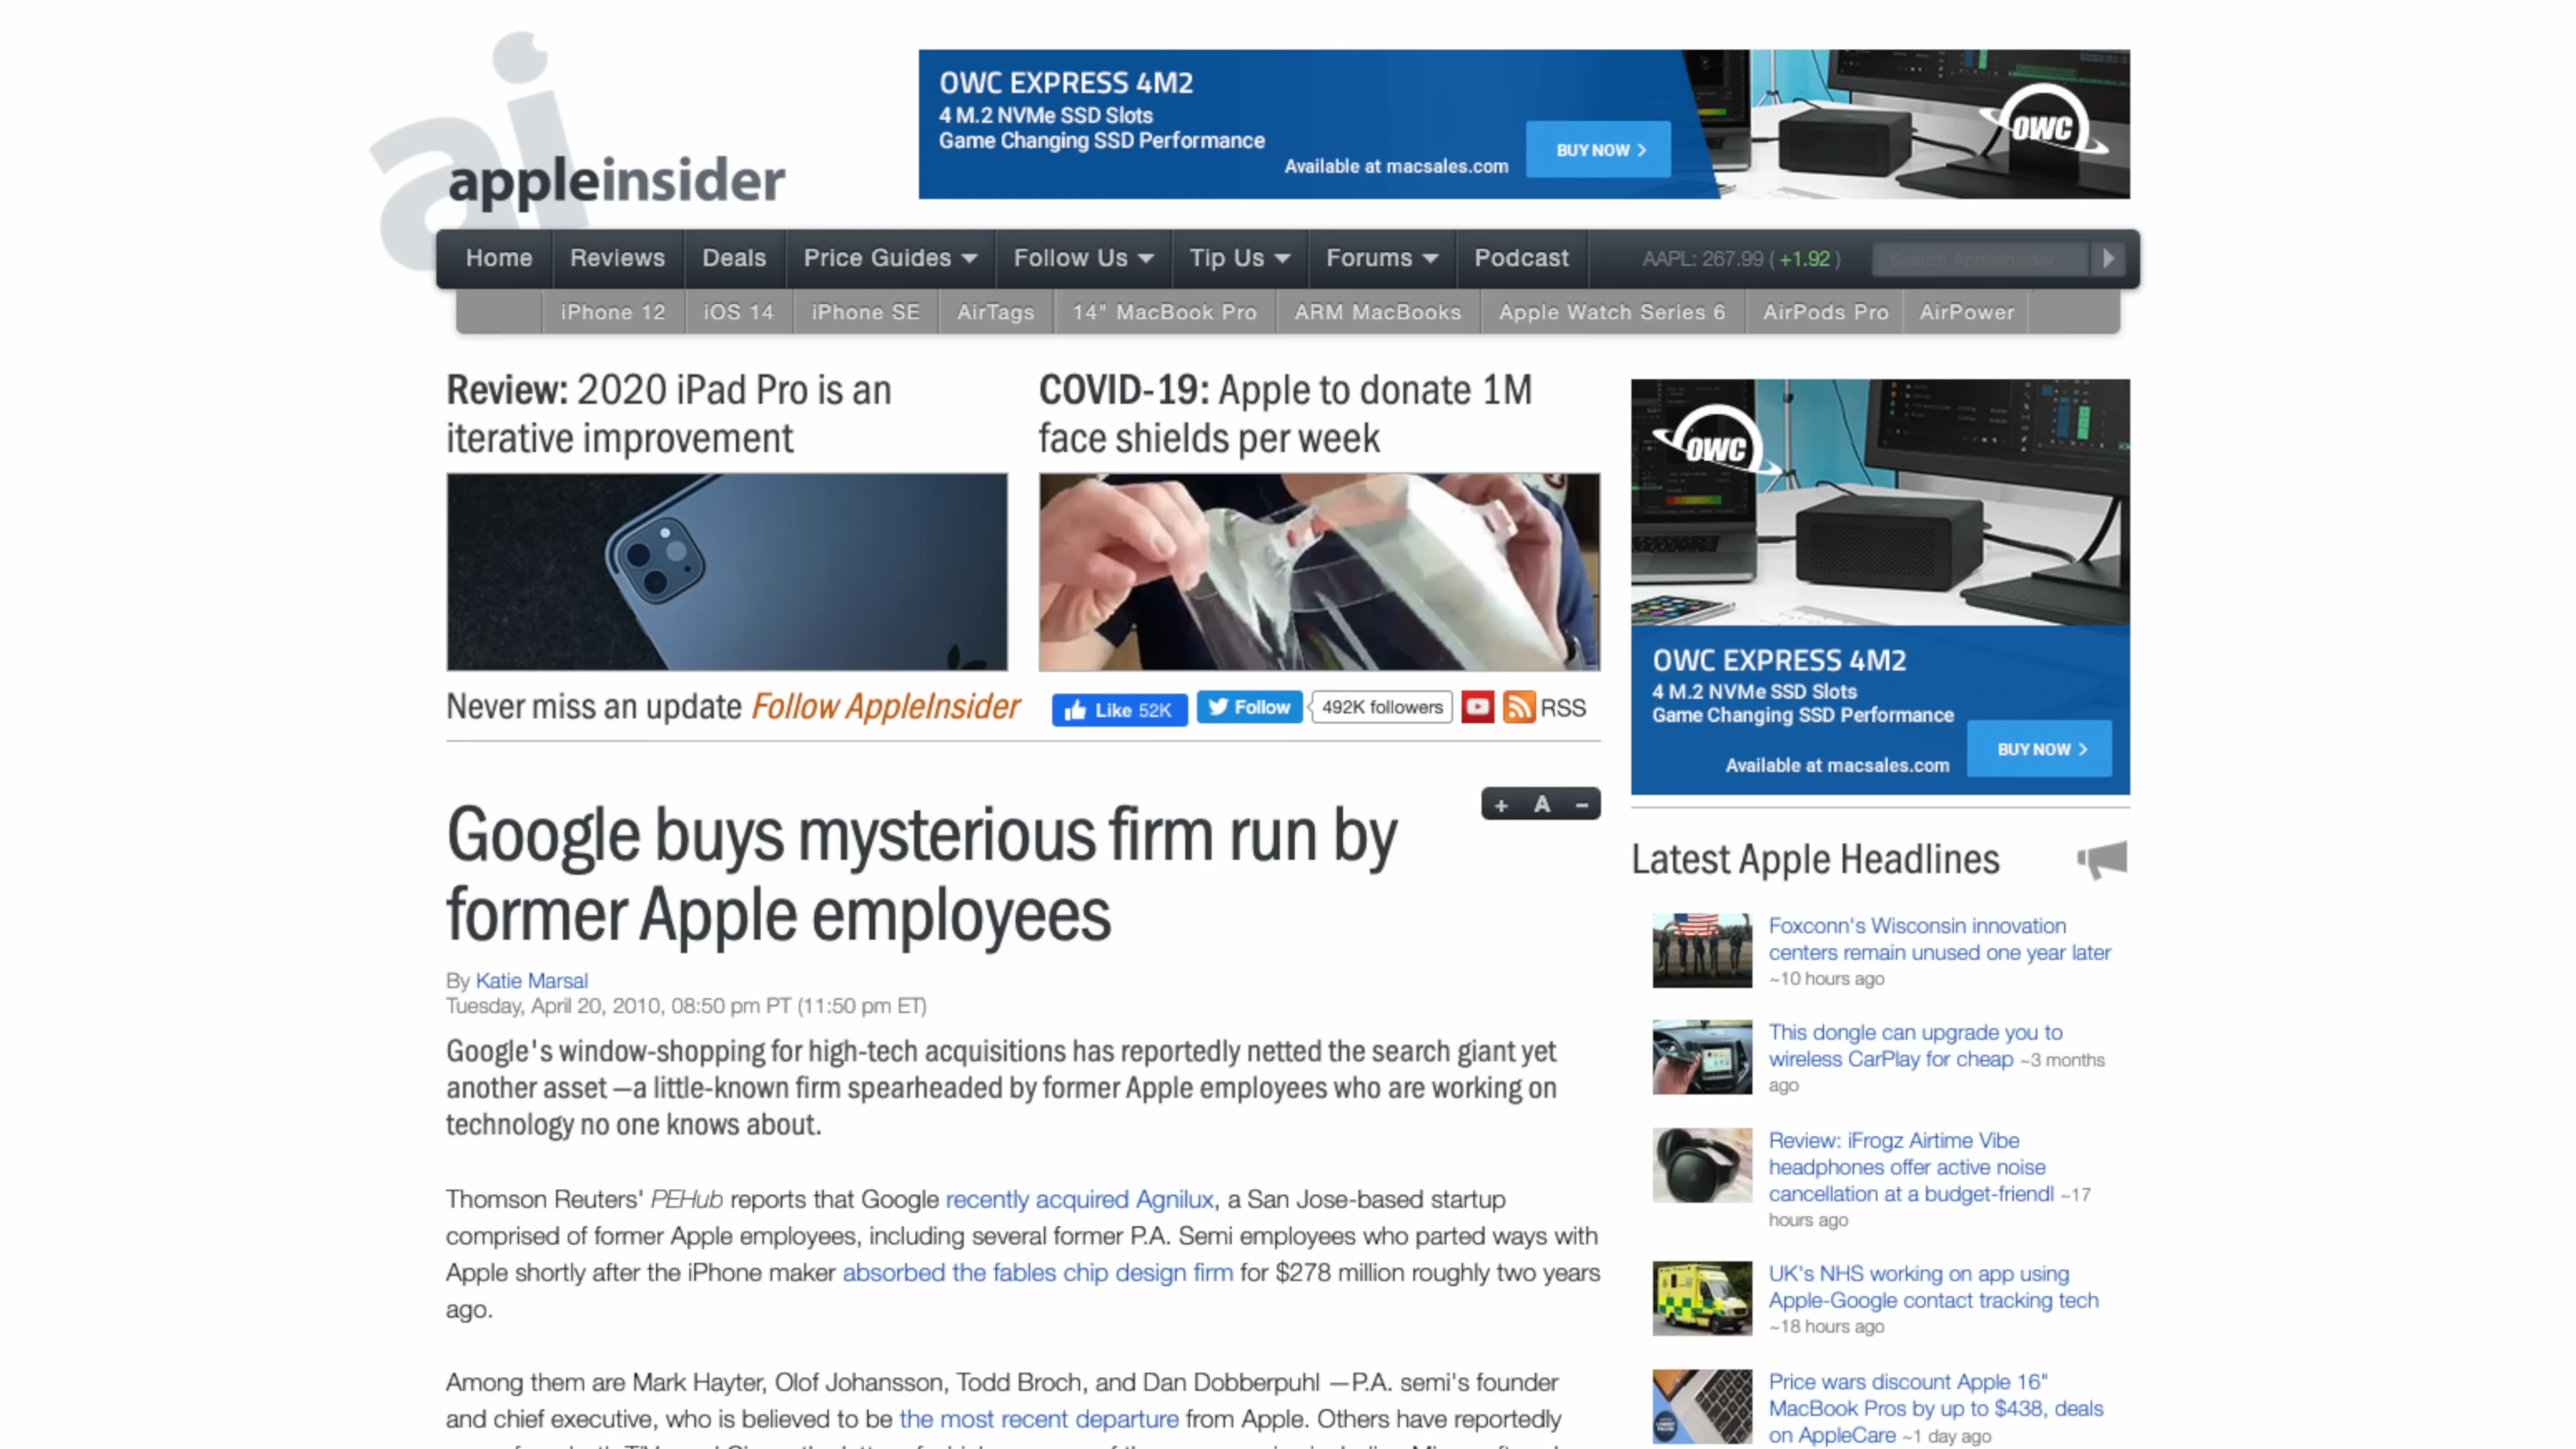 ai
appleinsider
OWC EXPRESS 4M2
4 M.2 NVMe SSD Slots
Game Changing SSD Performance
Available at macsales.com
BUY NOW >
OWC
Home Reviews Deals Price Guides Follow Us Tip Us Forums Podcast AAPL: 267.99 ( +1.92 ) Search AppleInsider
iPhone 12 iOS 14 iPhone SE AirTags 14" MacBook Pro ARM MacBooks Apple Watch Series 6 AirPods Pro AirPower
Review: 2020 iPad Pro is an
iterative improvement
COVID-19: Apple to donate 1M
face shields per week
OWC
OWC EXPRESS 4M2
4 M.2 NVMe SSD Slots
Game Changing SSD Performance
Available at macsales.com
BUY NOW >
Never miss an update Follow AppleInsider Like 52K Follow 492K followers RSS
+ A −
Google buys mysterious firm run by
former Apple employees
By Katie Marsal
Tuesday, April 20, 2010, 08:50 pm PT (11:50 pm ET)
Google's window-shopping for high-tech acquisitions has reportedly netted the search giant yet
another asset —a little-known firm spearheaded by former Apple employees who are working on
technology no one knows about.
Thomson Reuters' PEHub reports that Google recently acquired Agnilux, a San Jose-based startup
comprised of former Apple employees, including several former P.A. Semi employees who parted ways with
Apple shortly after the iPhone maker absorbed the fables chip design firm for $278 million roughly two years
ago.
Among them are Mark Hayter, Olof Johansson, Todd Broch, and Dan Dobberpuhl —P.A. semi's founder
and chief executive, who is believed to be the most recent departure from Apple. Others have reportedly
Latest Apple Headlines
Foxconn's Wisconsin innovation
centers remain unused one year later
~10 hours ago
This dongle can upgrade you to
wireless CarPlay for cheap ~3 months
ago
Review: iFrogz Airtime Vibe
headphones offer active noise
cancellation at a budget-friendl ~17
hours ago
UK's NHS working on app using
Apple-Google contact tracking tech
~18 hours ago
Price wars discount Apple 16"
MacBook Pros by up to $438, deals
on AppleCare ~1 day ago